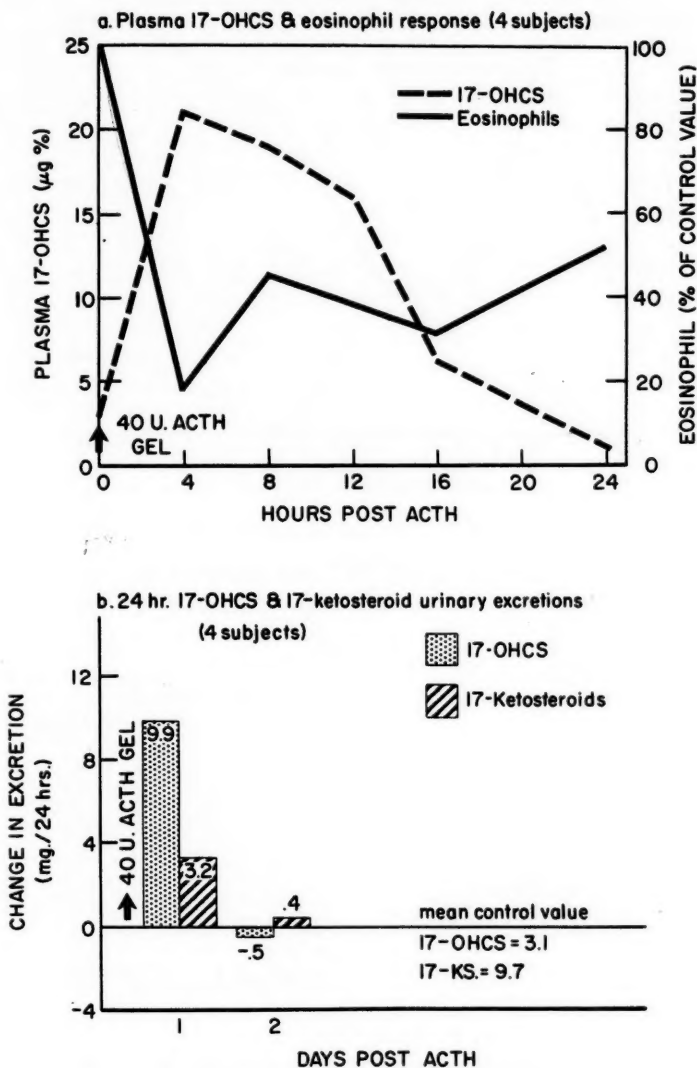 a. Plasma 17-OHCS & eosinophil response (4 subjects)
25
20
15
10
5
0
PLASMA 17-OHCS (µg %)
17-OHCS
Eosinophils
100
80
60
40
20
0
EOSINOPHIL (% OF CONTROL VALUE)
40 U. ACTH
GEL
0 4 8 12 16 20 24
HOURS POST ACTH
b. 24 hr. 17-OHCS & 17-ketosteroid urinary excretions
(4 subjects)
17-OHCS
17-Ketosteroids
12
8
4
0
-4
CHANGE IN EXCRETION
(mg./24 hrs.)
40 U. ACTH GEL
9.9
3.2
-.5
.4
mean control value
17-OHCS = 3.1
17-KS. = 9.7
1 2
DAYS POST ACTH